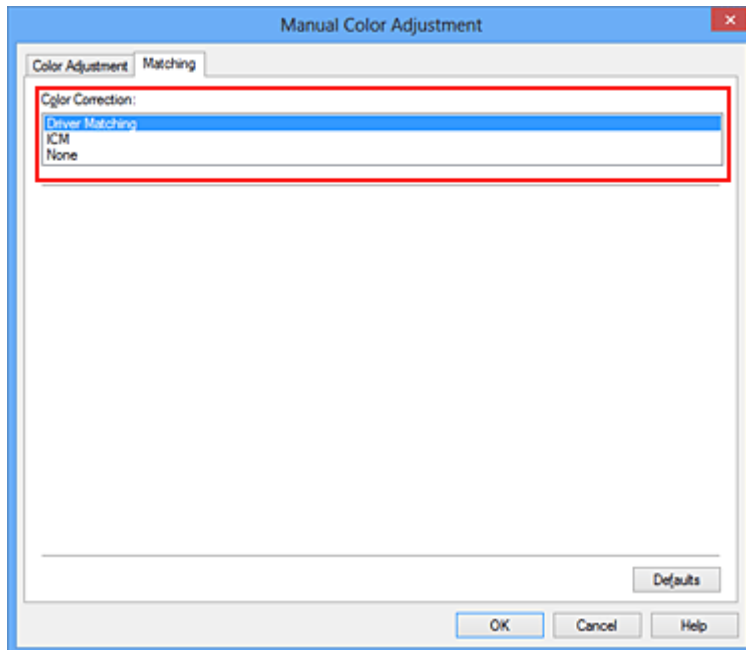 Manual Color Adjustment
Color Adjustment Matching
Color Correction:
Driver Matching
ICM
None
Defaults
OK Cancel Help